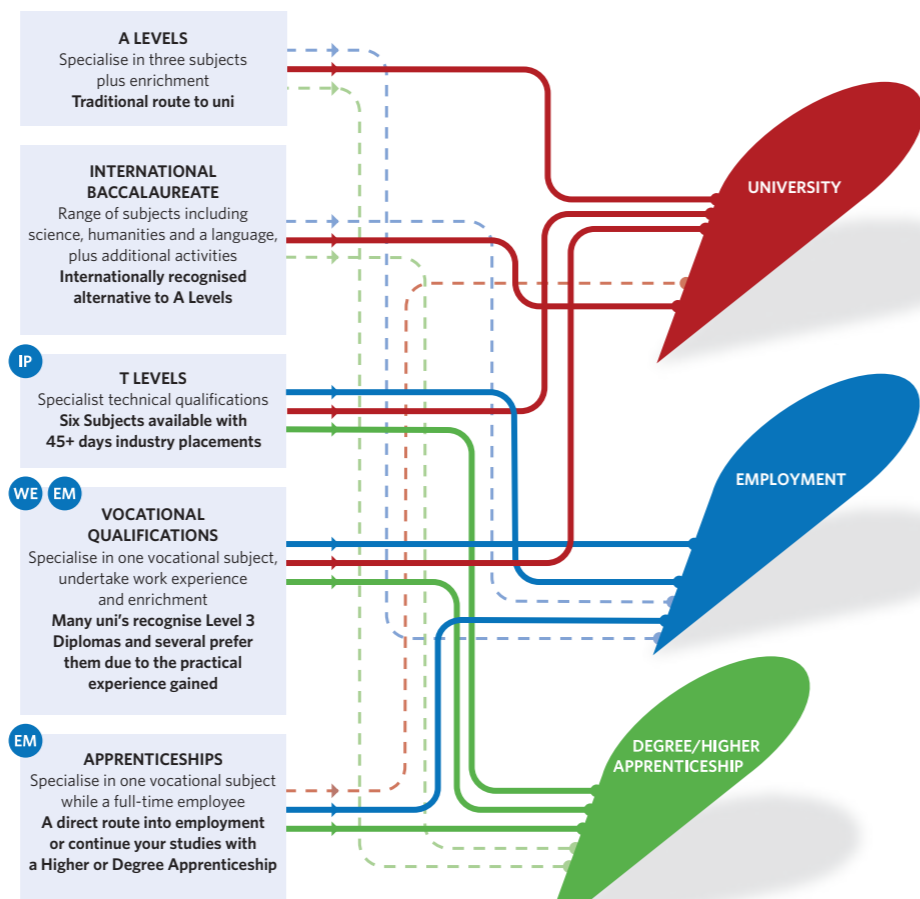 A LEVELS
Specialise in three subjects
plus enrichment
Traditional route to uni
INTERNATIONAL
BACCALAUREATE
Range of subjects including
science, humanities and a language,
plus additional activities
Internationally recognised
alternative to A Levels
IP
T LEVELS
Specialist technical qualifications
Six Subjects available with
45+ days industry placements
WE EM
VOCATIONAL
QUALIFICATIONS
Specialise in one vocational subject,
undertake work experience
and enrichment
Many uni's recognise Level 3
Diplomas and several prefer
them due to the practical
experience gained
EM
APPRENTICESHIPS
Specialise in one vocational subject
while a full-time employee
A direct route into employment
or continue your studies with
a Higher or Degree Apprenticeship
UNIVERSITY
EMPLOYMENT
DEGREE/HIGHER
APPRENTICESHIP